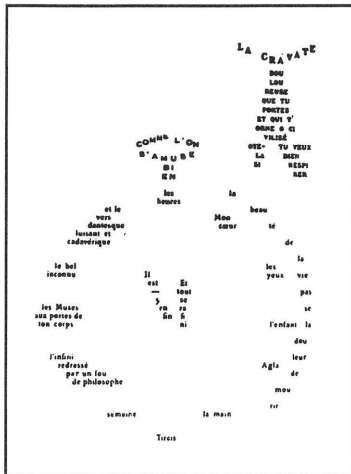 LA CRAVATE
DOU
LOU
REUSE
QUE TU
PORTES
ET QUI T'
ORNE O CI
VILISÉ
OTE- TU VEUX
LA BIEN
SI RESPI
RER
COMME L'ON
S'AMUSE
BI
EN
les
heures
la
beau
té
de
la
vie
pas
se
la
dou
leur
de
mou
rir
et le
vers
dantesque
luisant et
cadavérique
Mon
cœur
le bel
inconnu
les
yeux
Il
est
—
5
en
fin
Et
tout
se
ra
fi
ni
les Muses
aux portes de
ton corps
l'enfant
l'infini
redressé
par un fou
de philosophe
Agla
semaine
la main
Tircis